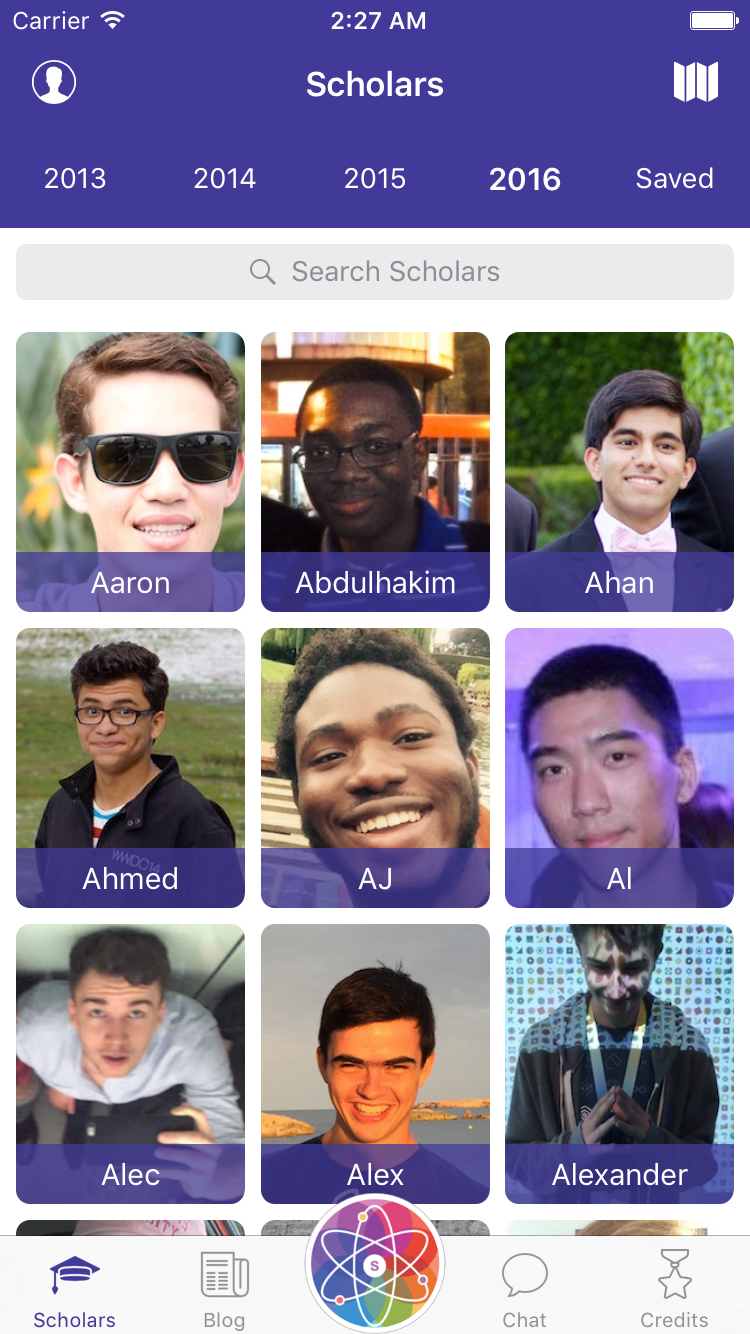 Carrier 2:27 AM
Scholars
2013 2014 2015 2016 Saved
Search Scholars
Aaron Abdulhakim Ahan
WWDC14
Ahmed AJ Al
Alec Alex Alexander
S
Scholars Blog Chat Credits